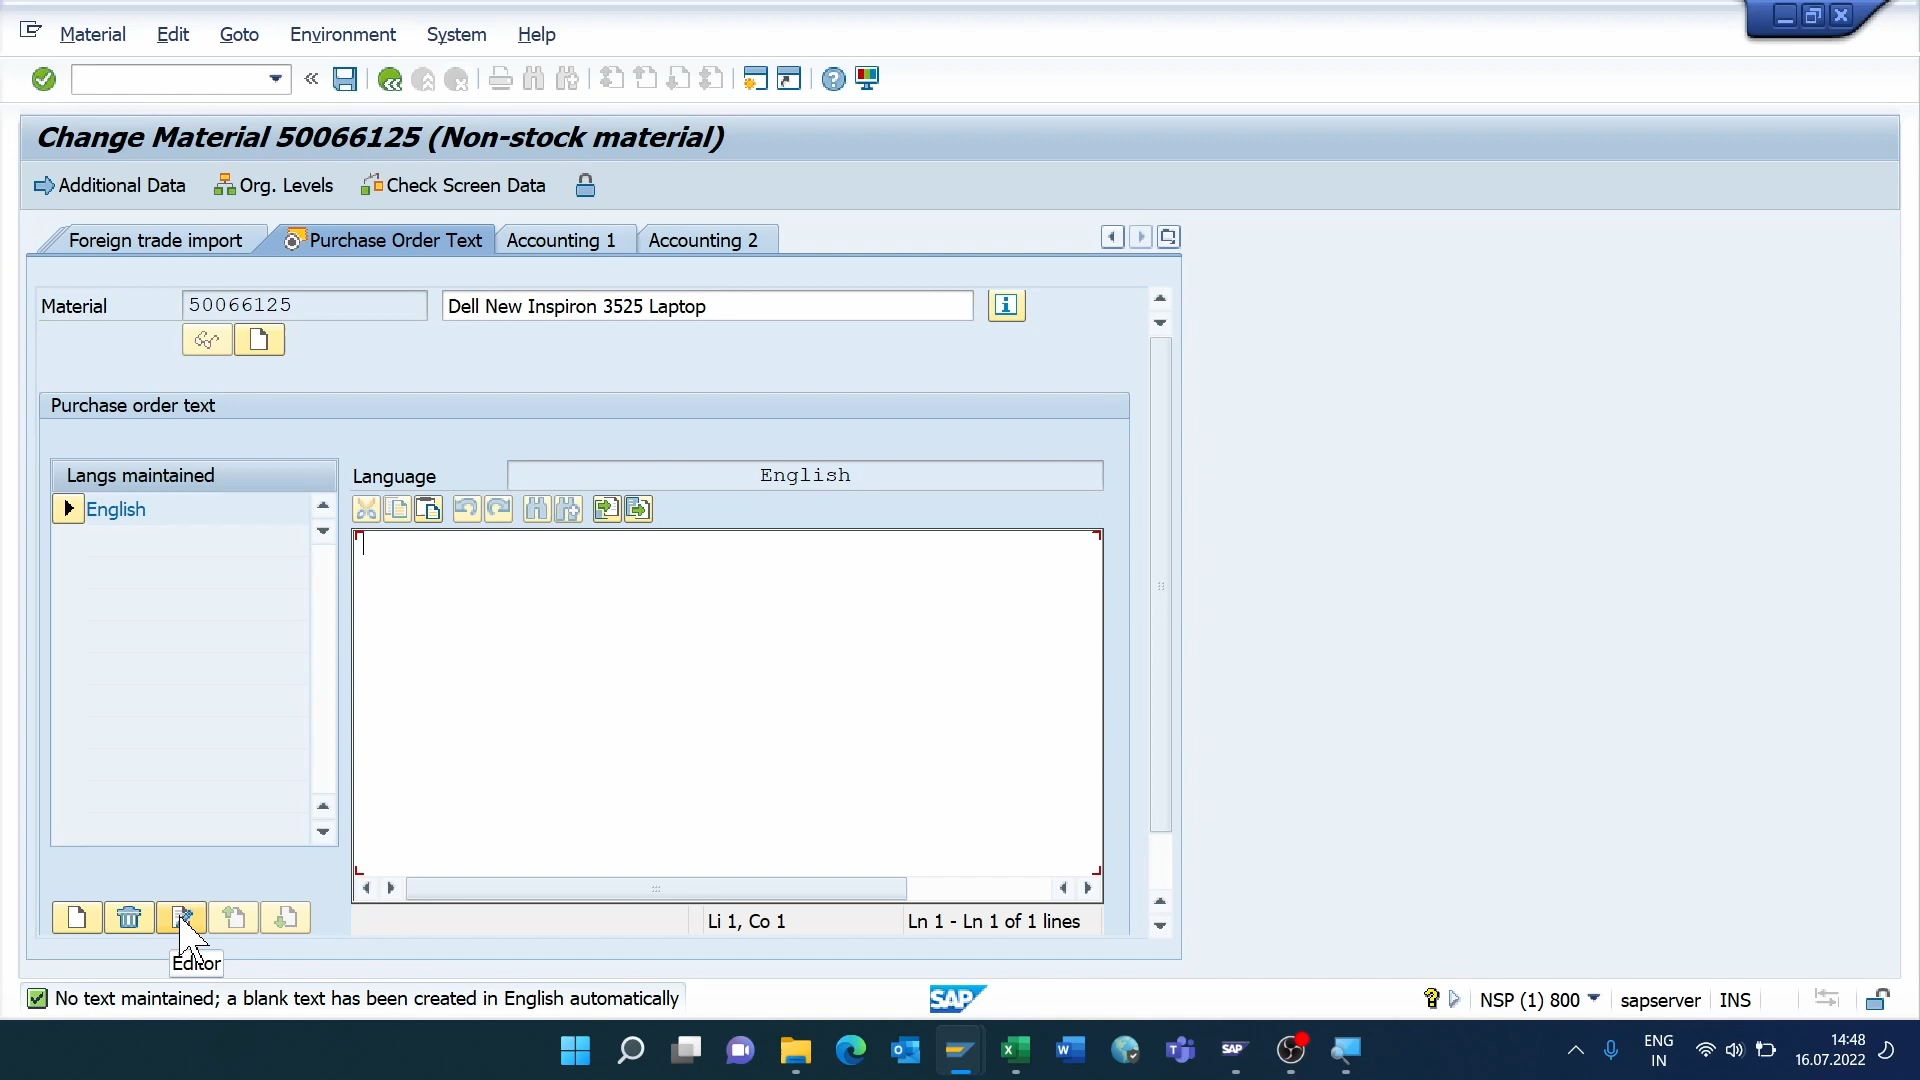 Material Edit Goto Environment System Help
Change Material 50066125 (Non-stock material)
Additional Data Org. Levels Check Screen Data
Foreign trade import Purchase Order Text Accounting 1 Accounting 2
Material 50066125 Dell New Inspiron 3525 Laptop
Purchase order text
Langs maintained Language English
English
Li 1, Co 1 Ln 1 - Ln 1 of 1 lines
Editor
No text maintained; a blank text has been created in English automatically SAP NSP (1) 800 sapserver INS
SAP ENG 14:48
IN 16.07.2022